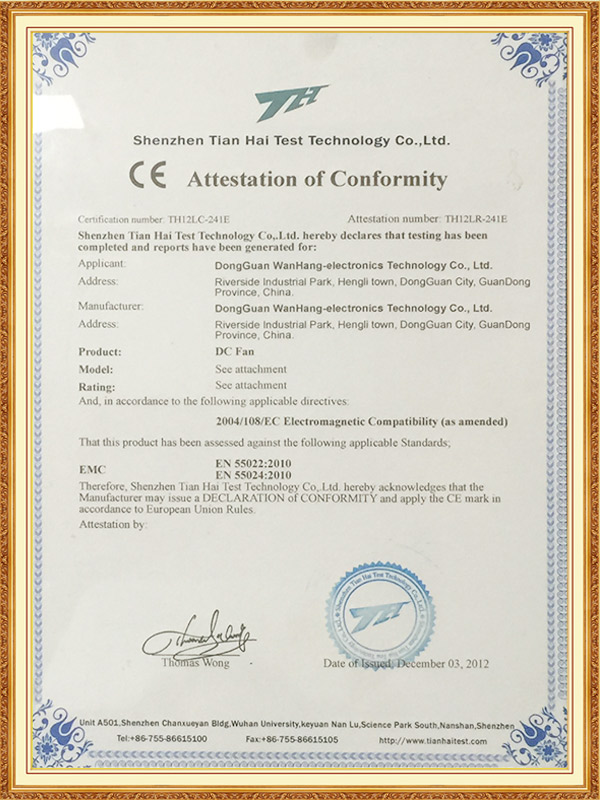 TH
Shenzhen Tian Hai Test Technology Co.,Ltd.
CE Attestation of Conformity
Certification number: TH12LC-241E Attestation number: TH12LR-241E
Shenzhen Tian Hai Test Technology Co,.Ltd. hereby declares that testing has been
completed and reports have been generated for:
Applicant: DongGuan WanHang-electronics Technology Co., Ltd.
Address: Riverside Industrial Park, Hengli town, DongGuan City, GuanDong
Province, China.
Manufacturer: DongGuan WanHang-electronics Technology Co., Ltd.
Address: Riverside Industrial Park, Hengli town, DongGuan City, GuanDong
Province, China.
Product: DC Fan
Model: See attachment
Rating: See attachment
And, in accordance to the following applicable directives:
2004/108/EC Electromagnetic Compatibility (as amended)
That this product has been assessed against the following applicable Standards;
EMC EN 55022:2010
EN 55024:2010
Therefore, Shenzhen Tian Hai Test Technology Co,.Ltd. hereby acknowledges that the
Manufacturer may issue a DECLARATION of CONFORMITY and apply the CE mark in
accordance to European Union Rules.
Attestation by:
Shenzhen Tian Hai Test Technology Co.,Ltd.
TH
Thomas Wong
Date of Issued: December 03, 2012
Unit A501,Shenzhen Chanxueyan Bldg,Wuhan University,keyuan Nan Lu,Science Park South,Nanshan,Shenzhen
Tel:+86-755-86615100 Fax:+86-755-86615105 http://www.tianhaitest.com